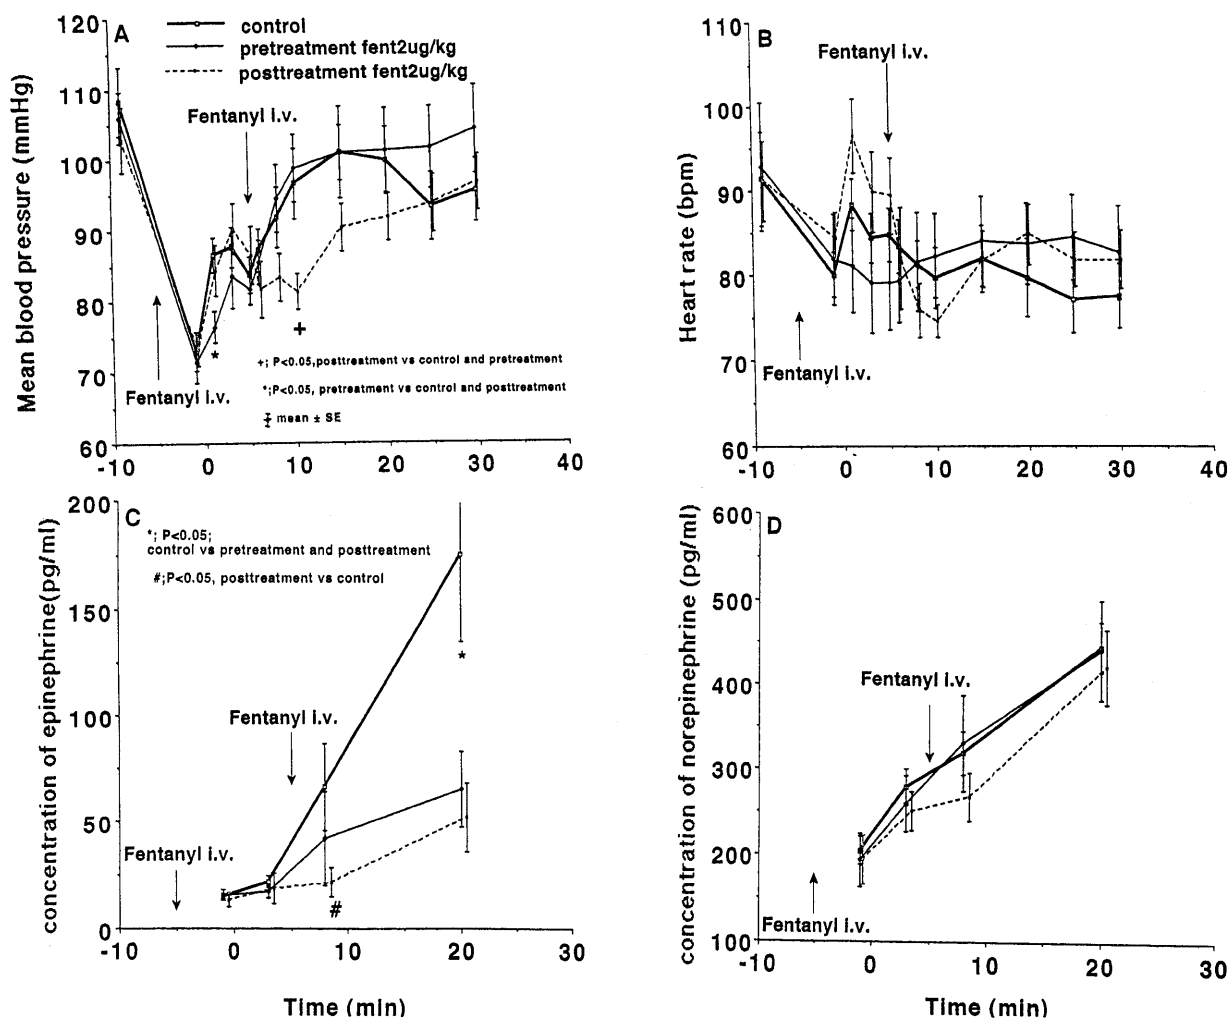 A
control
pretreatment fent2ug/kg
posttreatment fent2ug/kg
Fentanyl i.v.
Mean blood pressure (mmHg)
120
110
100
90
80
70
60
Fentanyl i.v.
+
*
+; P<0.05,posttreatment vs control and pretreatment
*;P<0.05, pretreatment vs control and posttreatment
mean ± SE
-10 0 10 20 30 40
B
Fentanyl i.v.
Heart rate (bpm)
110
100
90
80
70
60
Fentanyl i.v.
-10 0 10 20 30 40
C
*; P<0.05;
control vs pretreatment and posttreatment
#;P<0.05, posttreatment vs control
concentration of epinephrine(pg/ml)
200
150
100
50
0
*
Fentanyl i.v.
Fentanyl i.v.
#
-10 0 10 20 30
Time (min)
D
concentration of norepinephrine (pg/ml)
600
500
400
300
200
100
Fentanyl i.v.
Fentanyl i.v.
-10 0 10 20 30
Time (min)